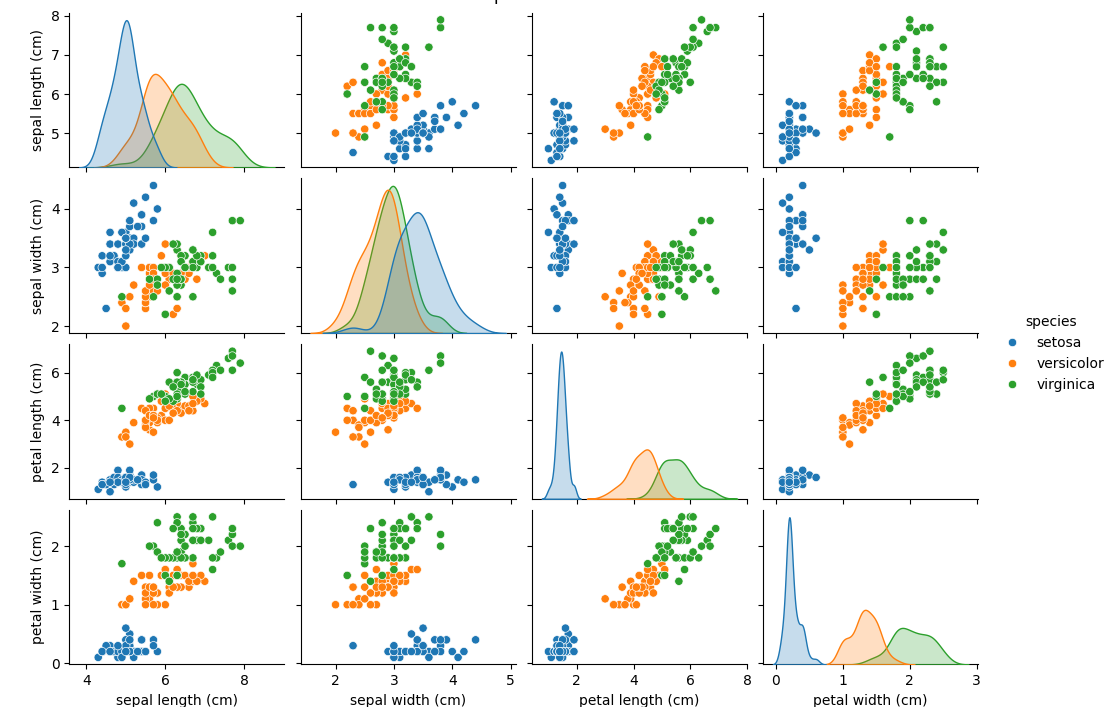 8
7
6
5
sepal length (cm)
4
3
2
sepal width (cm)
6
4
2
petal length (cm)
2
1
0
petal width (cm)
4 6 8
sepal length (cm)
2 3 4 5
sepal width (cm)
2 4 6 8
petal length (cm)
0 1 2 3
petal width (cm)
species
setosa
versicolor
virginica